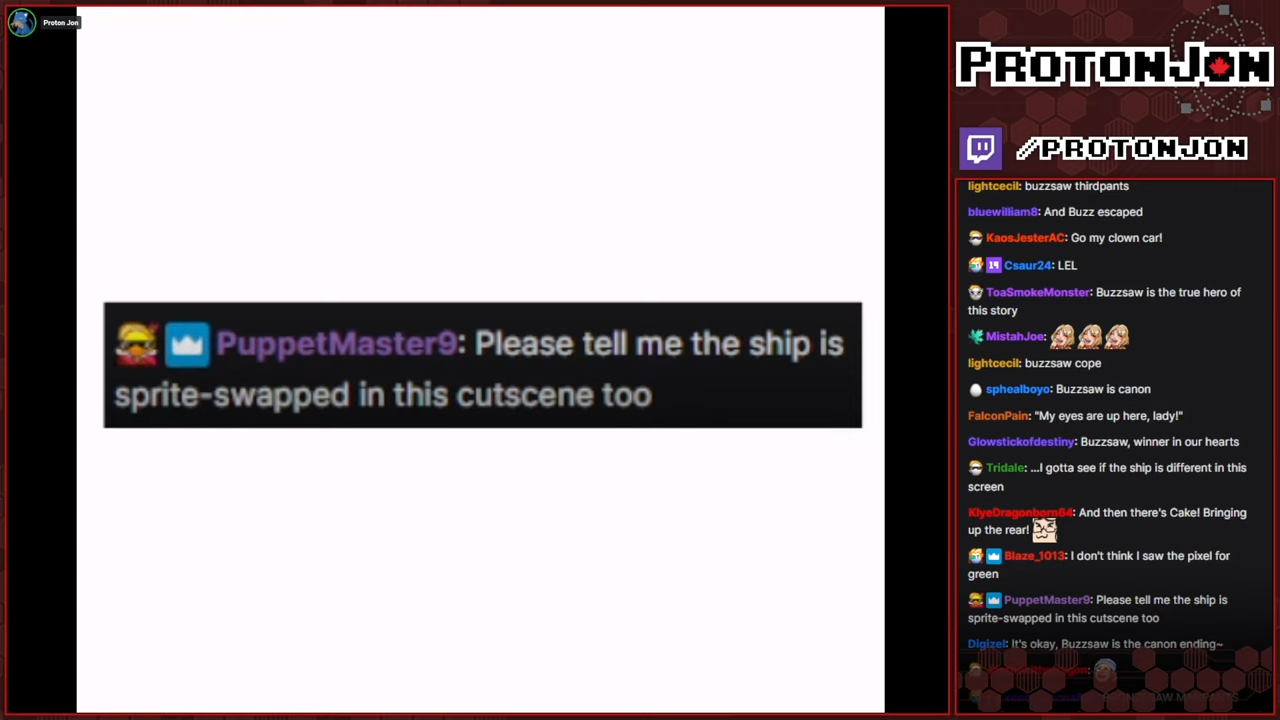 Proton Jon
PROTONJON
/PROTONJON
PuppetMaster9: Please tell me the ship is
sprite-swapped in this cutscene too
lightcecil: buzzsaw thirdpants
bluewilliam8: And Buzz escaped
KaosJesterAC: Go my clown car!
19 Csaur24: LEL
ToaSmokeMonster: Buzzsaw is the true hero of
this story
MistahJoe:
lightcecil: buzzsaw cope
sphealboyo: Buzzsaw is canon
FalconPain: "My eyes are up here, lady!"
Glowstickofdestiny: Buzzsaw, winner in our hearts
Tridale: ...I gotta see if the ship is different in this
screen
KlyeDragonborn64: And then there's Cake! Bringing
up the rear!
Blaze_1013: I don't think I saw the pixel for
green
PuppetMaster9: Please tell me the ship is
sprite-swapped in this cutscene too
Digizel: It's okay, Buzzsaw is the canon ending~